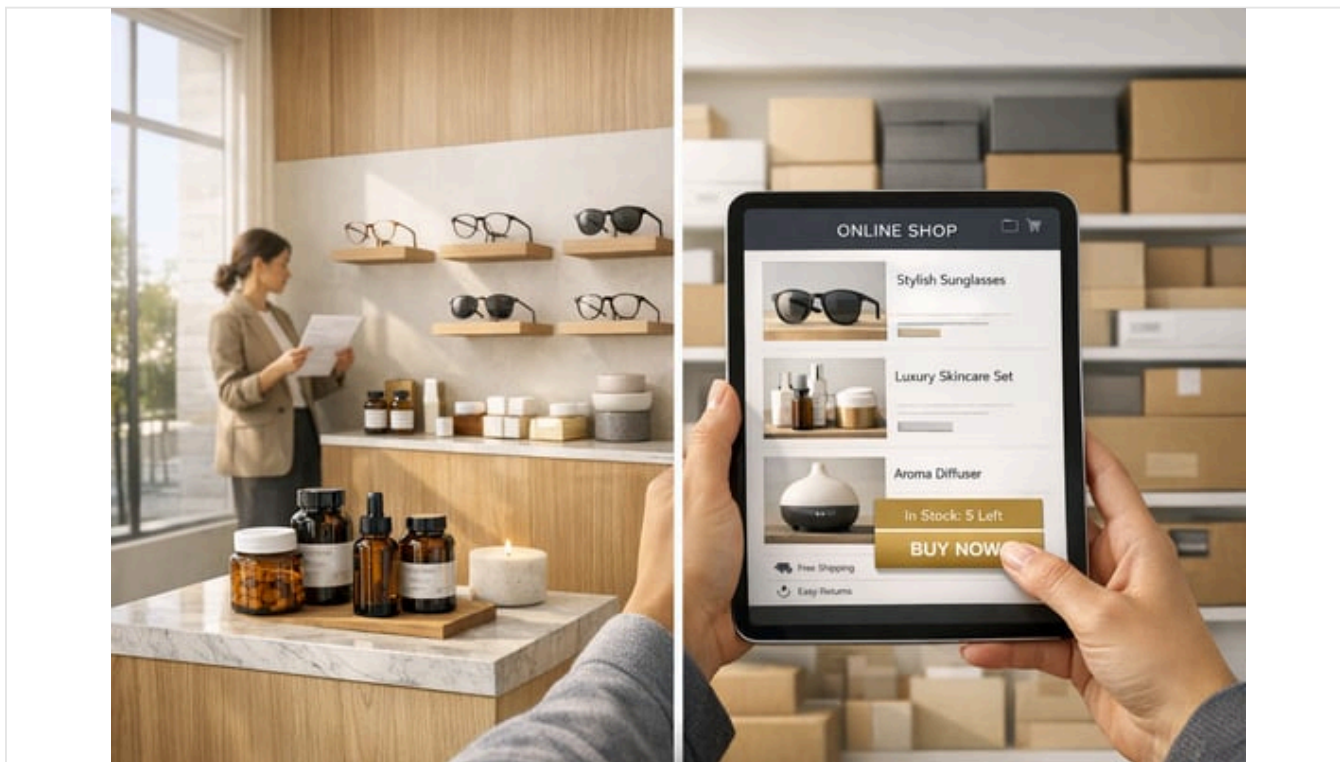 ONLINE SHOP
Stylish Sunglasses
Luxury Skincare Set
Aroma Diffuser
In Stock: 5 Left
BUY NOW
Free Shipping
Easy Returns